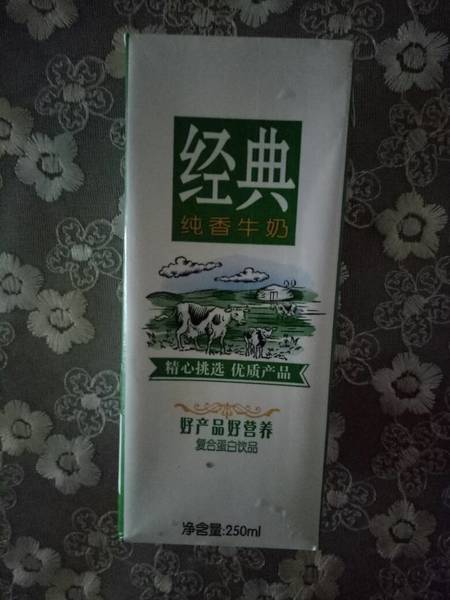 经典
纯香牛奶
精心挑选 优质产品
好产品好营养
复合蛋白饮品
净含量:250ml